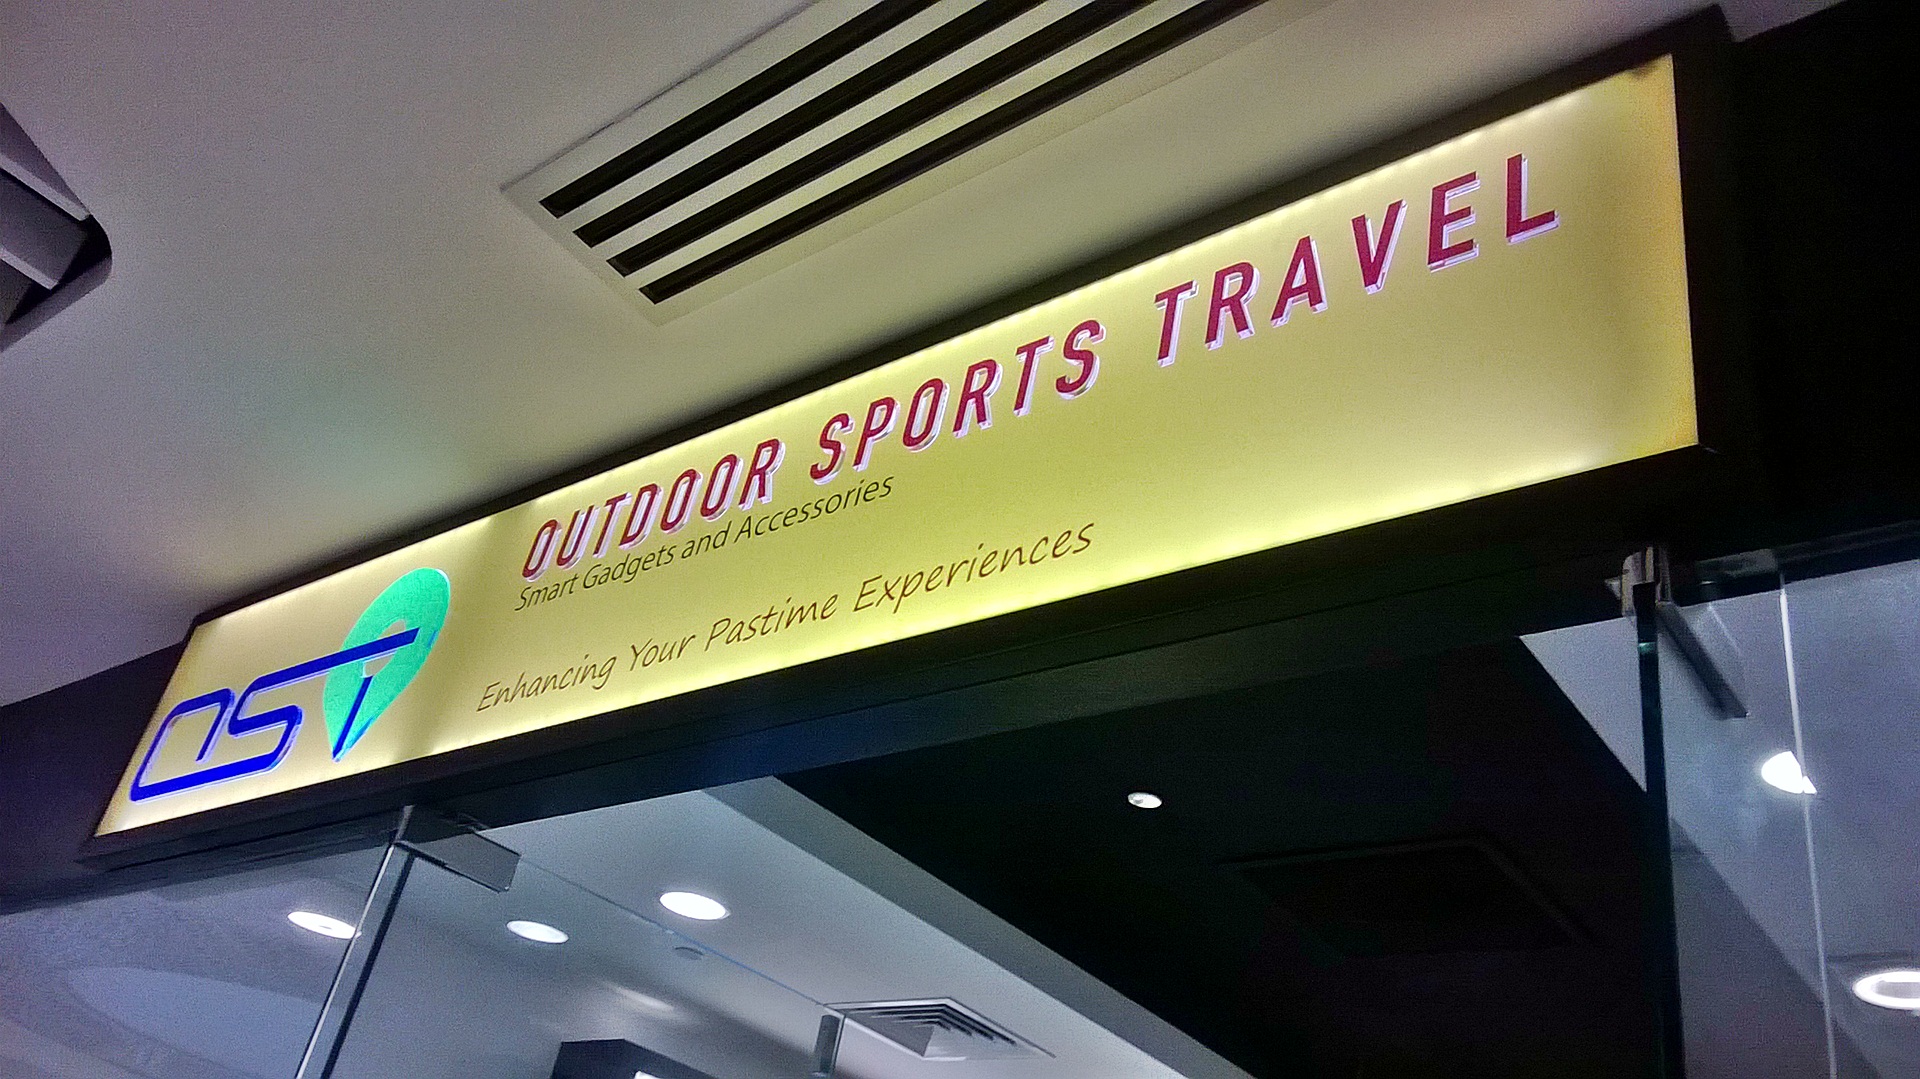 OST
OUTDOOR SPORTS TRAVEL
Smart Gadgets and Accessories
Enhancing Your Pastime Experiences